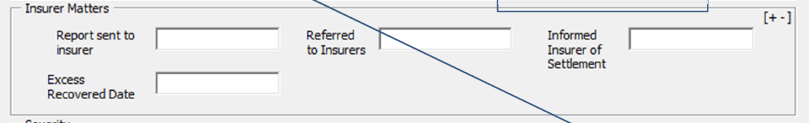 Insurer Matters
[+ -]
Report sent to
insurer
Referred
to Insurers
Informed
Insurer of
Settlement
Excess
Recovered Date